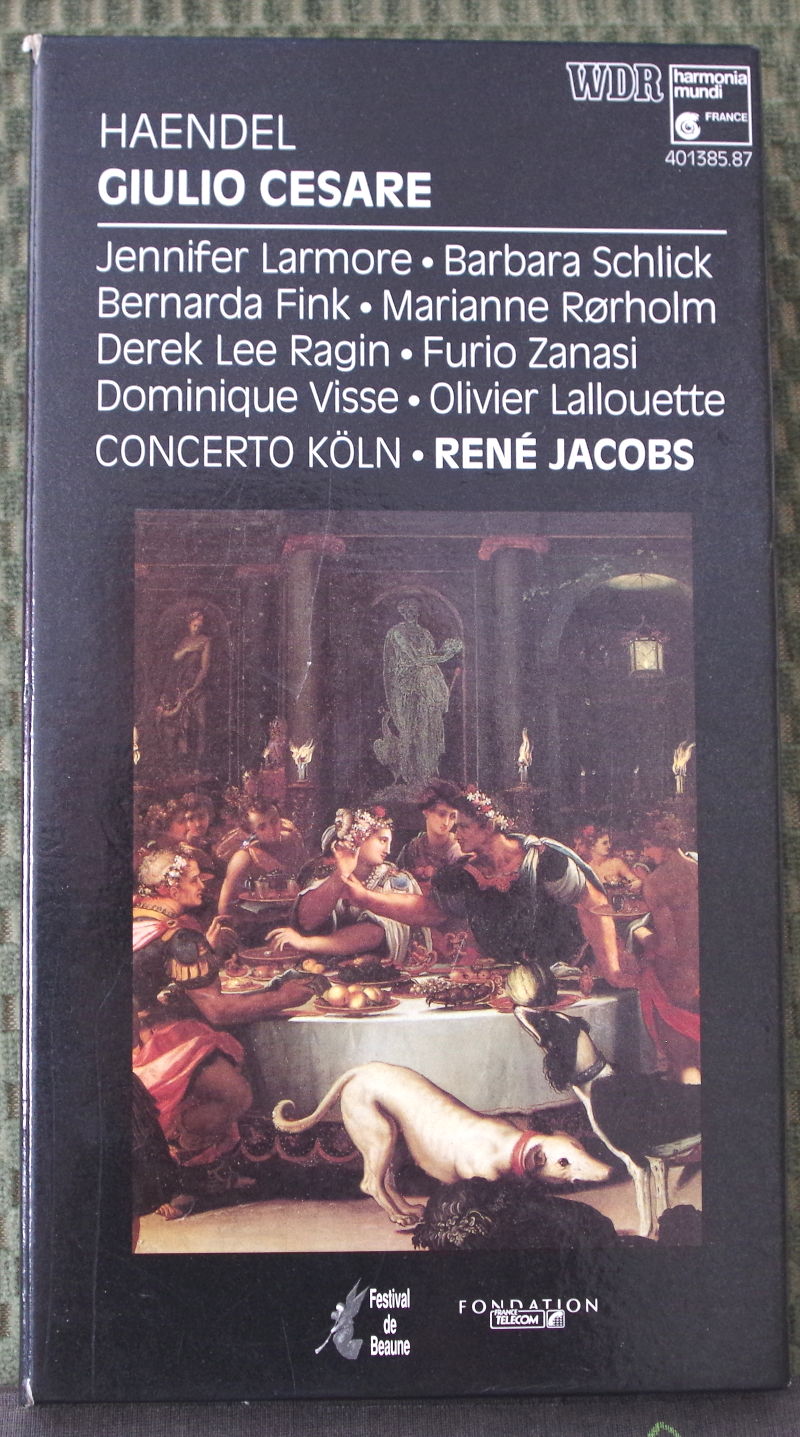 WDR
harmonia
mundi
FRANCE
401385.87
HAENDEL
GIULIO CESARE
Jennifer Larmore • Barbara Schlick
Bernarda Fink • Marianne Rørholm
Derek Lee Ragin • Furio Zanasi
Dominique Visse • Olivier Lallouette
CONCERTO KÖLN • RENÉ JACOBS
Festival
de
Beaune
FONDATION
FRANCE
TELECOM